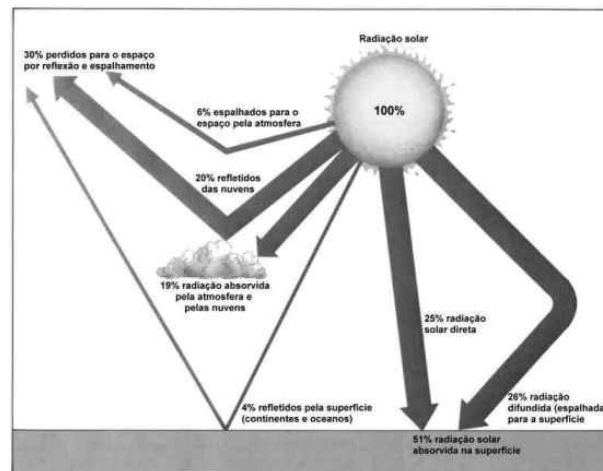 Radiação solar
30% perdidos para o espaço
por reflexão e espalhamento
100%
6% espalhados para o
espaço pela atmosfera
20% refletidos
das nuvens
19% radiação absorvida
pela atmosfera e
pelas nuvens
25% radiação
solar direta
4% refletidos pela superfície
(continentes e oceanos)
26% radiação
difundida (espalhada
para a superfície
51% radiação solar
absorvida na superfície